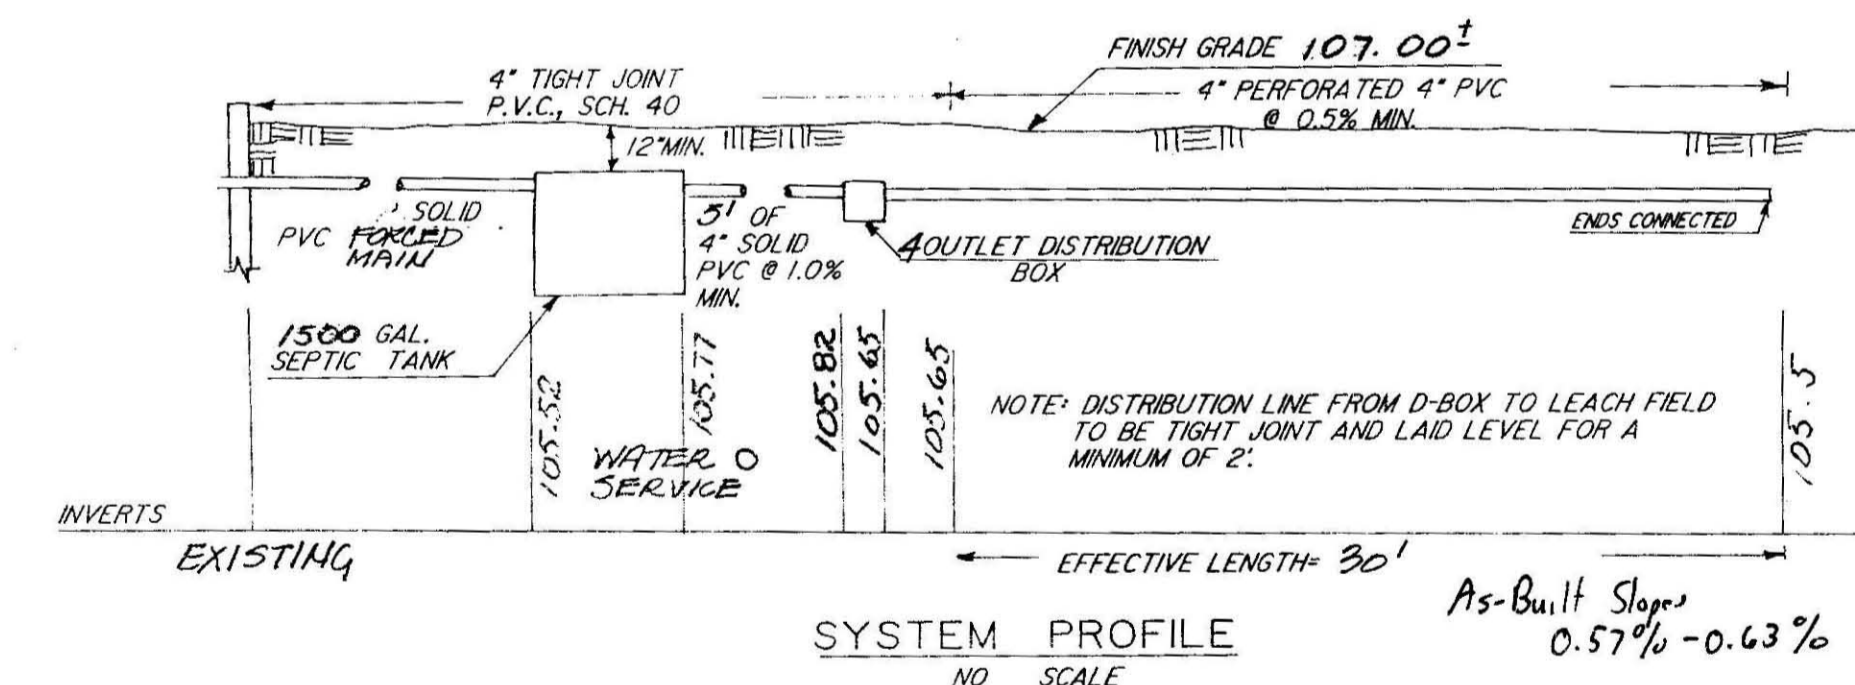 FINISH GRADE 107.00±
4" TIGHT JOINT
P.V.C., SCH. 40
4" PERFORATED 4" PVC
@ 0.5% MIN.
12" MIN.
SOLID
PVC FORCED
MAIN
5' OF
4" SOLID
PVC @ 1.0%
MIN.
4 OUTLET DISTRIBUTION
BOX
ENDS CONNECTED
1500 GAL.
SEPTIC TANK
105.52
105.77
105.82
105.65
105.65
105.5
WATER O
SERVICE
NOTE: DISTRIBUTION LINE FROM D-BOX TO LEACH FIELD
TO BE TIGHT JOINT AND LAID LEVEL FOR A
MINIMUM OF 2'.
INVERTS
EXISTING
EFFECTIVE LENGTH= 30'
As-Built Slopes
0.57% - 0.63%
SYSTEM PROFILE
NO SCALE